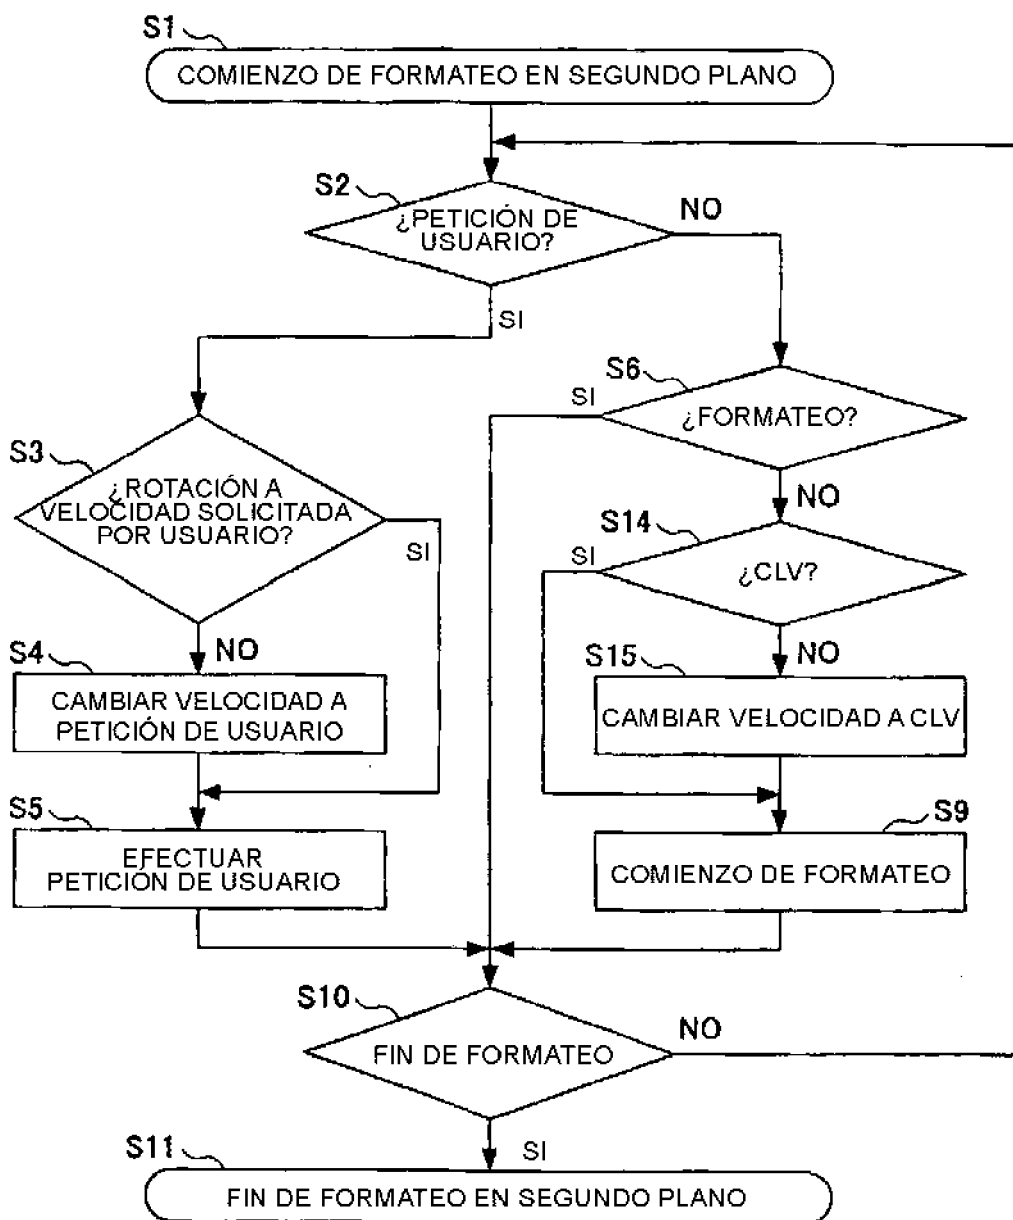 S1
COMIENZO DE FORMATEO EN SEGUNDO PLANO
S2
¿PETICIÓN DE
USUARIO?
NO
SI
S6
SI
¿FORMATEO?
NO
S3
¿ROTACIÓN A
VELOCIDAD SOLICITADA
POR USUARIO?
SI
NO
S14
SI
¿CLV?
NO
S4
CAMBIAR VELOCIDAD A
PETICIÓN DE USUARIO
S15
CAMBIAR VELOCIDAD A CLV
S5
EFECTUAR
PETICIÓN DE USUARIO
S9
COMIENZO DE FORMATEO
S10
FIN DE FORMATEO
NO
SI
S11
FIN DE FORMATEO EN SEGUNDO PLANO